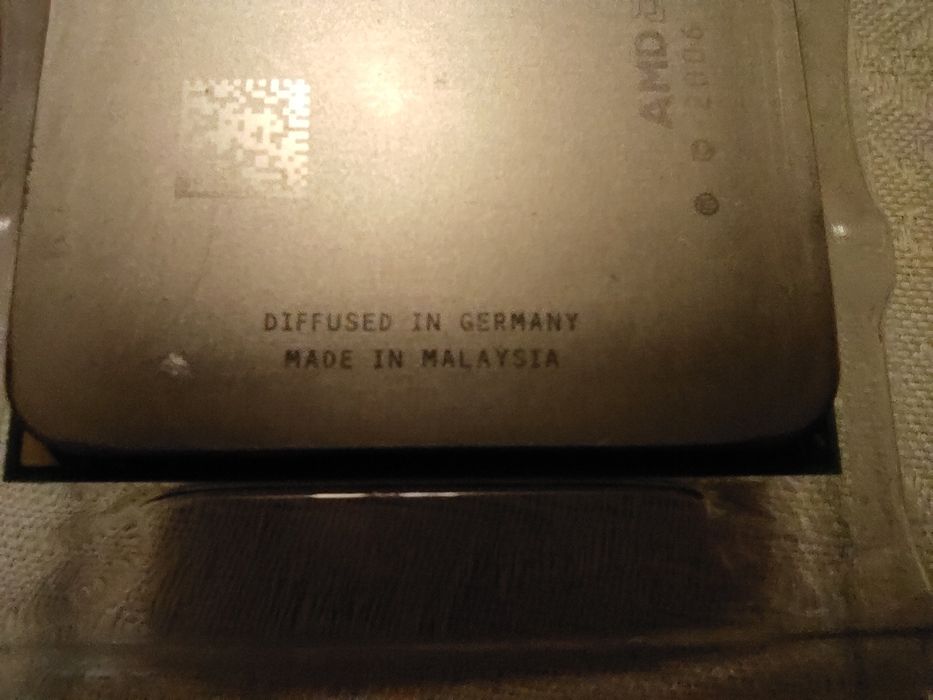 DIFFUSED IN GERMANY
MADE IN MALAYSIA
AMD
© 2006
®